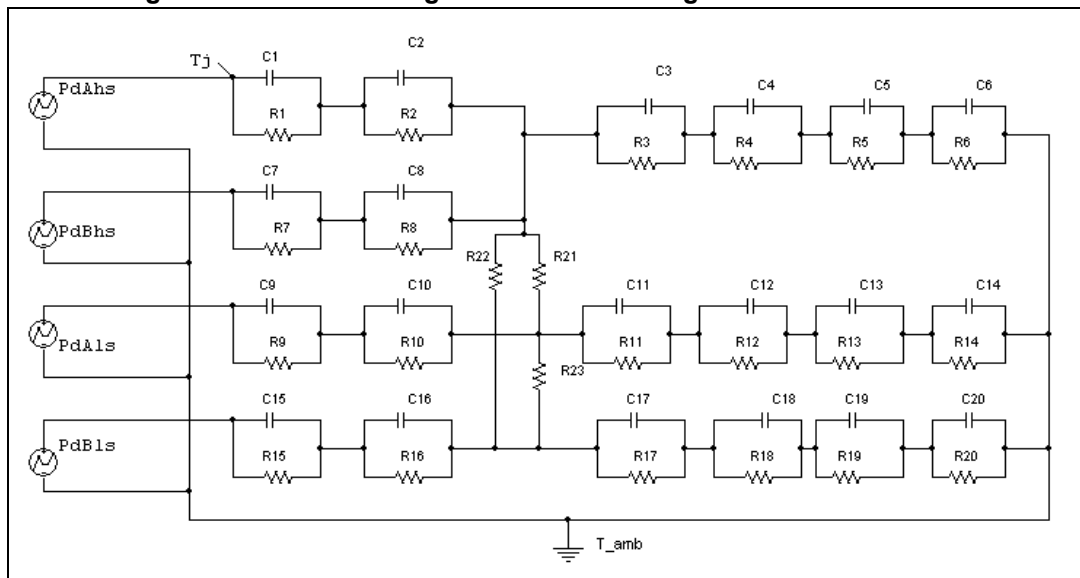 C2
Tj
C1
C3
C4
C5
C6
PdAhs
R1
R2
R3
R4
R5
R6
C7
C8
PdBhs
R7
R8
R22
R21
C9
C10
C11
C12
C13
C14
PdAls
R9
R10
R11
R12
R13
R14
R23
C15
C16
C17
C18
C19
C20
PdBls
R15
R16
R17
R18
R19
R20
T_amb